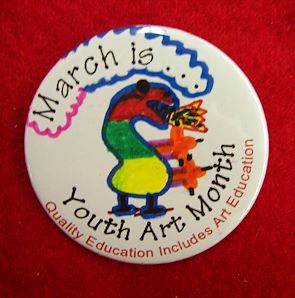 March is ...
Youth Art Month
Quality Education Includes Art Education